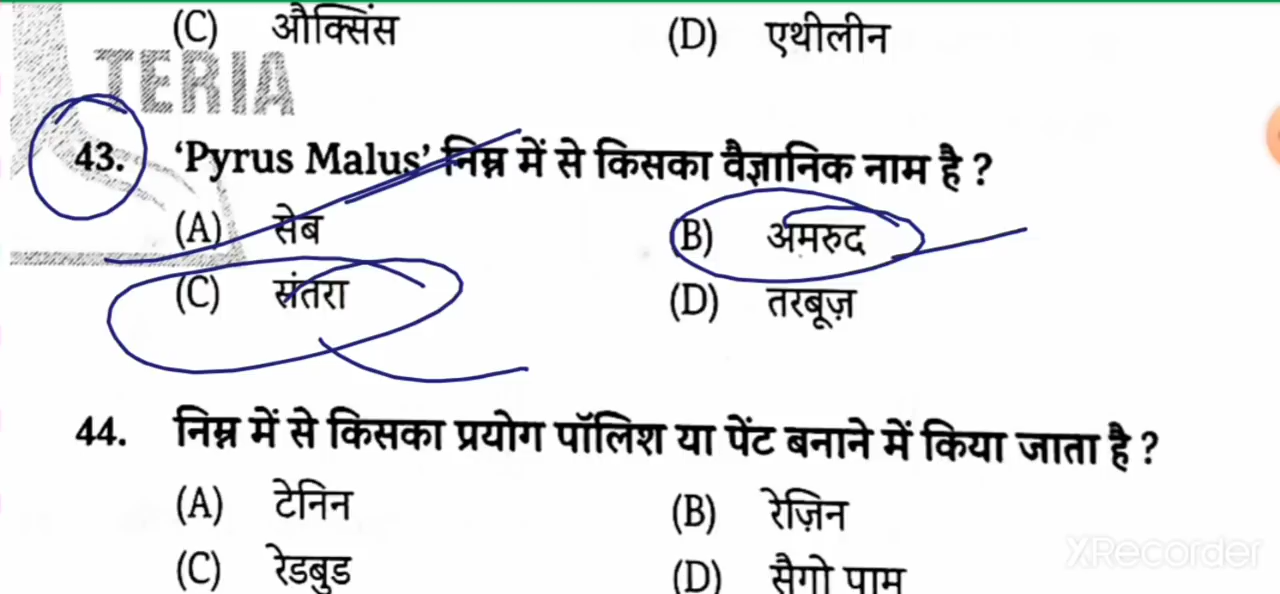 (C) औक्सिंस (D) एथीलीन
TERIA
43. ‘Pyrus Malus’ निम्न में से किसका वैज्ञानिक नाम है ?
(A) सेब (B) अमरुद
(C) संतरा (D) तरबूज़
44. निम्न में से किसका प्रयोग पॉलिश या पेंट बनाने में किया जाता है ?
(A) टेनिन (B) रेज़िन
(C) रेडबुड (D) सैगो पाम
XRecorder